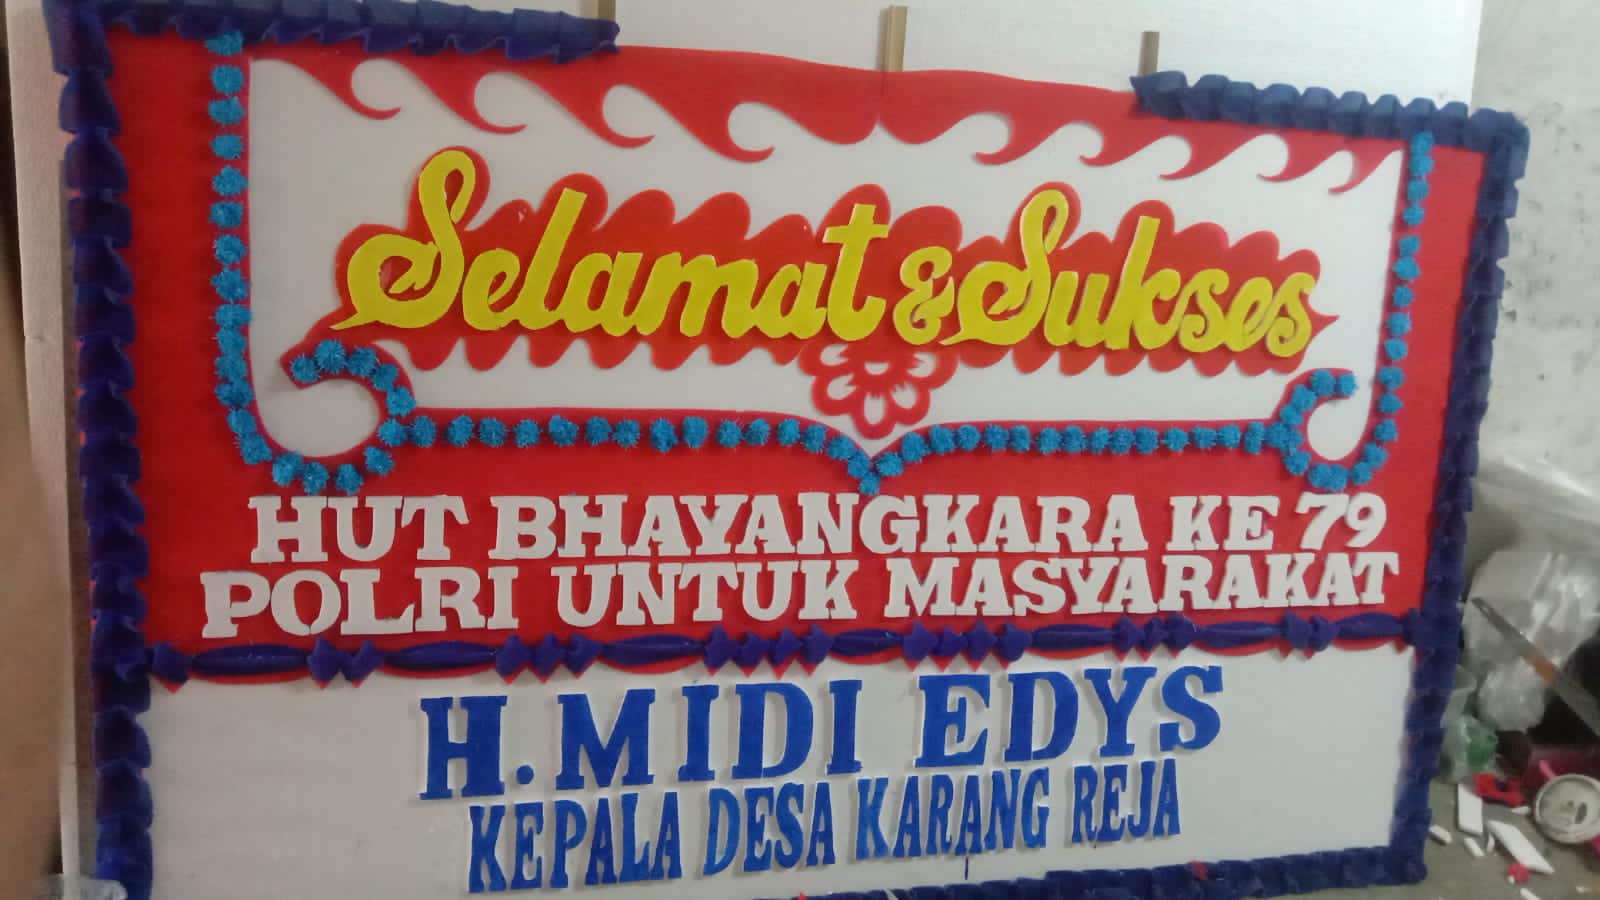 Selamat & Sukses
HUT BHAYANGKARA KE 79
POLRI UNTUK MASYARAKAT
H.MIDI EDYS
KEPALA DESA KARANG REJA